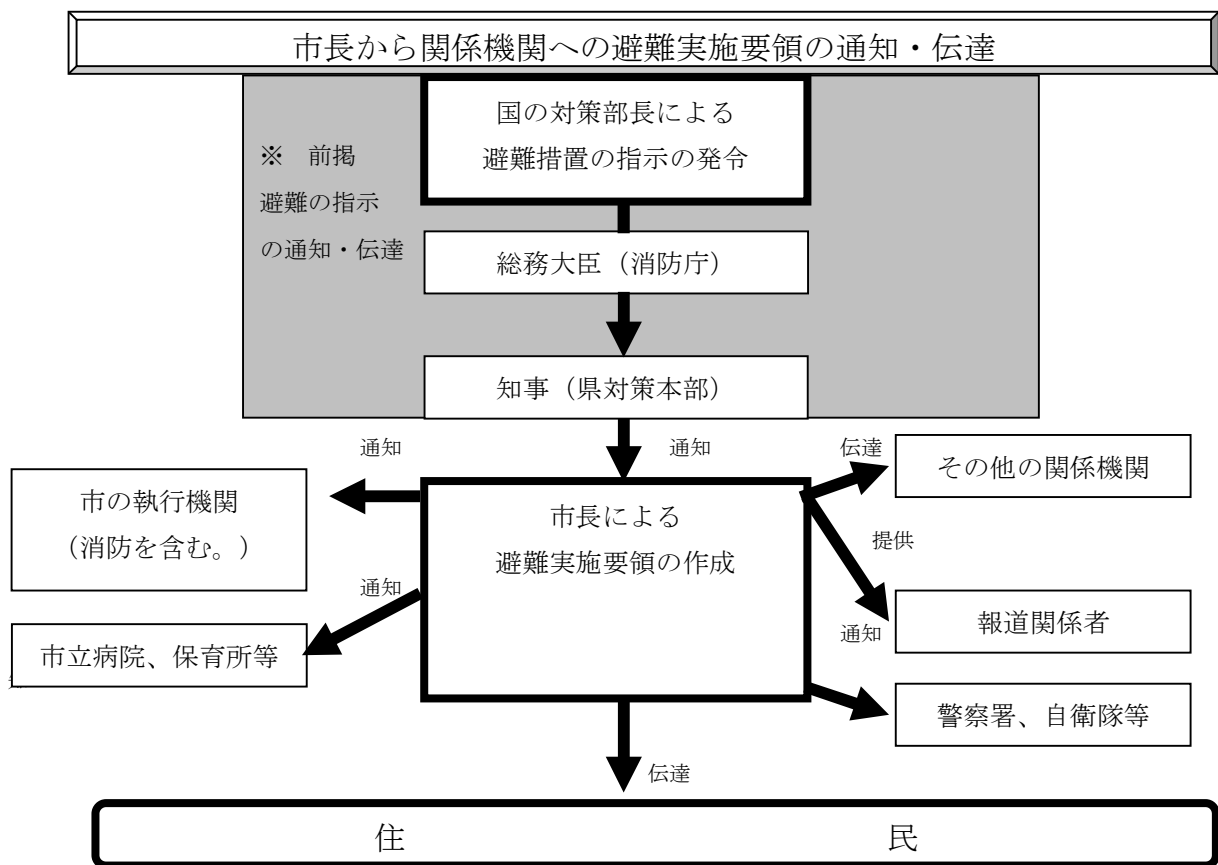 市長から関係機関への避難実施要領の通知・伝達
国の対策部長による
避難措置の指示の発令
※　前掲
避難の指示
の通知・伝達
総務大臣（消防庁）
知事（県対策本部）
通知
通知
伝達
その他の関係機関
市の執行機関
（消防を含む。）
市長による
避難実施要領の作成
提供
通知
報道関係者
通知
市立病院、保育所等
警察署、自衛隊等
伝達
住　民